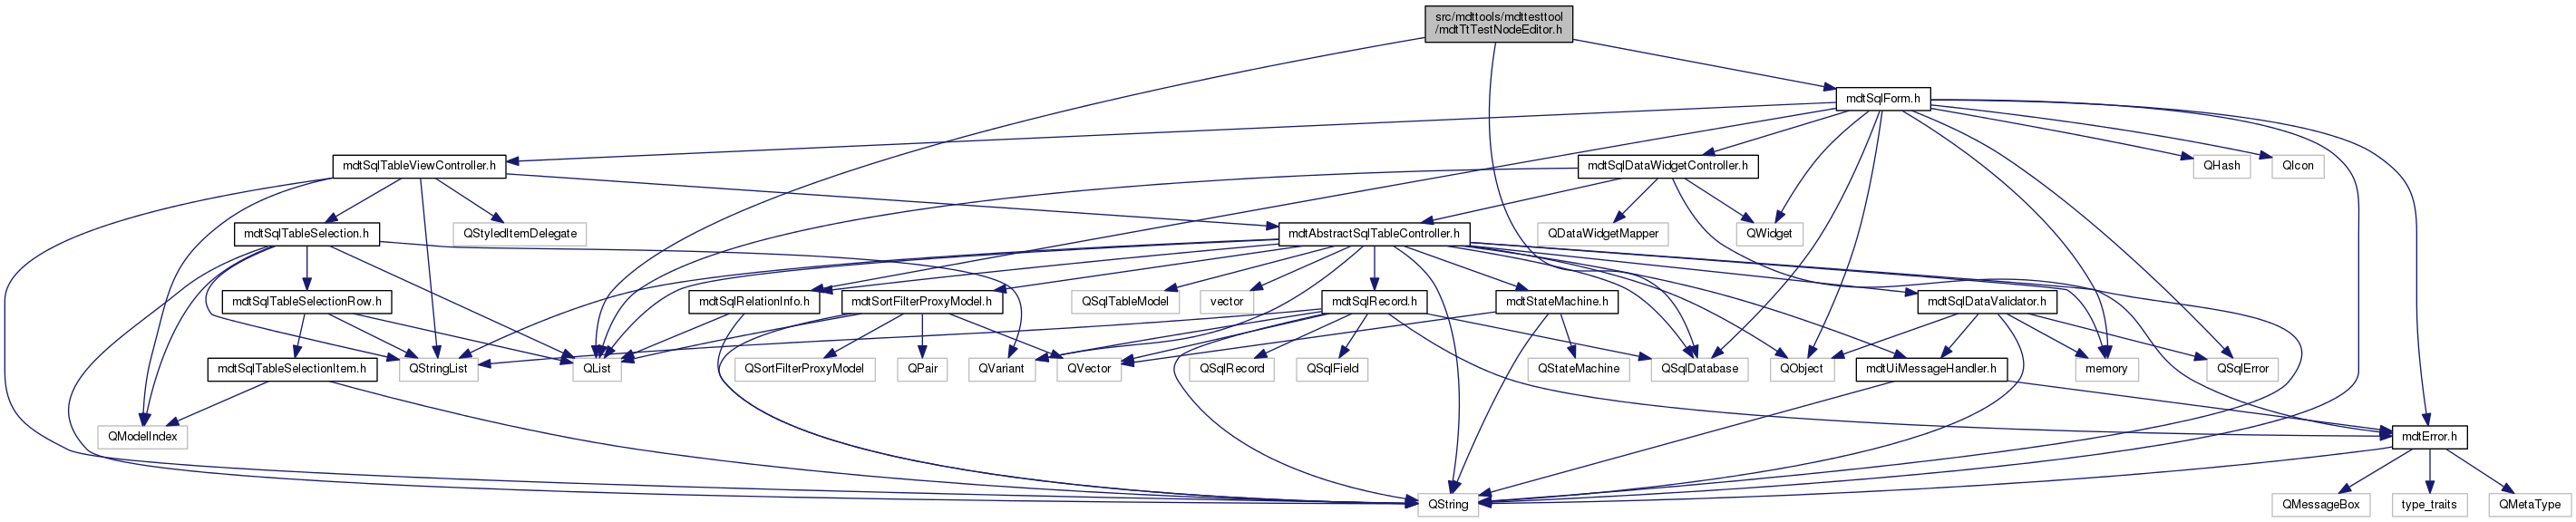 src/mdttools/mdttesttool
/mdtTtTestNodeEditor.h
mdtSqlForm.h
mdtSqlTableViewController.h
mdtSqlDataWidgetController.h
QHash
QIcon
mdtSqlTableSelection.h
QStyledItemDelegate
mdtAbstractSqlTableController.h
QDataWidgetMapper
QWidget
mdtSqlTableSelectionRow.h
mdtSqlRelationInfo.h
mdtSortFilterProxyModel.h
QSqlTableModel
vector
mdtSqlRecord.h
mdtStateMachine.h
mdtSqlDataValidator.h
mdtSqlTableSelectionItem.h
QStringList
QList
QSortFilterProxyModel
QPair
QVariant
QVector
QSqlRecord
QSqlField
QStateMachine
QSqlDatabase
QObject
mdtUiMessageHandler.h
memory
QSqlError
QModelIndex
mdtError.h
QString
QMessageBox
type_traits
QMetaType